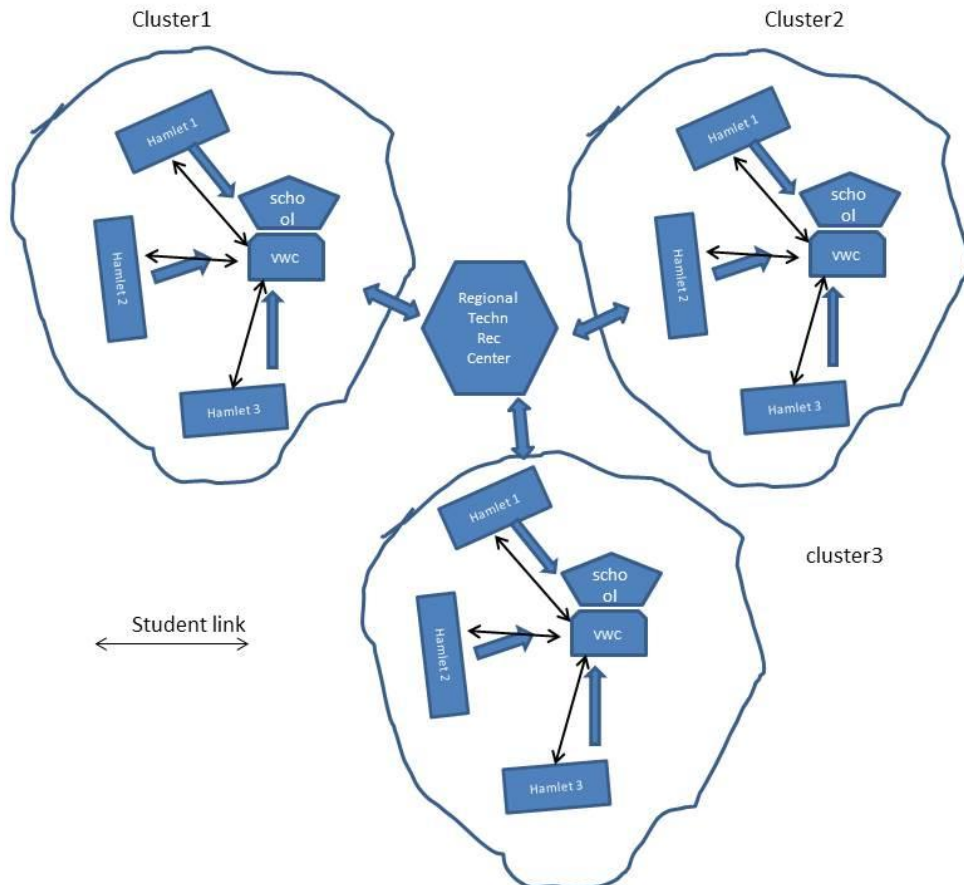 Cluster1
Cluster2
Hamlet 1
scho
ol
vwc
Hamlet 2
Hamlet 3
Regional
Techn
Rec
Center
Hamlet 1
scho
ol
vwc
Hamlet 2
Hamlet 3
Hamlet 1
scho
ol
vwc
Hamlet 2
Hamlet 3
cluster3
Student link